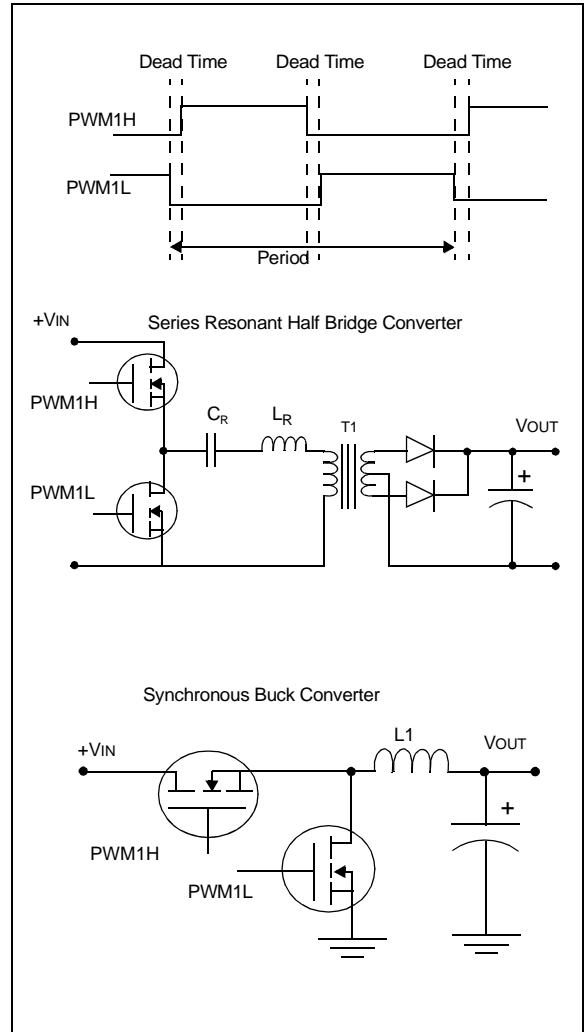 Dead Time Dead Time Dead Time
PWM1H
PWM1L
Period
Series Resonant Half Bridge Converter
+VIN
PWM1H
CR LR T1 VOUT
+
PWM1L
Synchronous Buck Converter
+VIN L1 VOUT
+
PWM1H
PWM1L